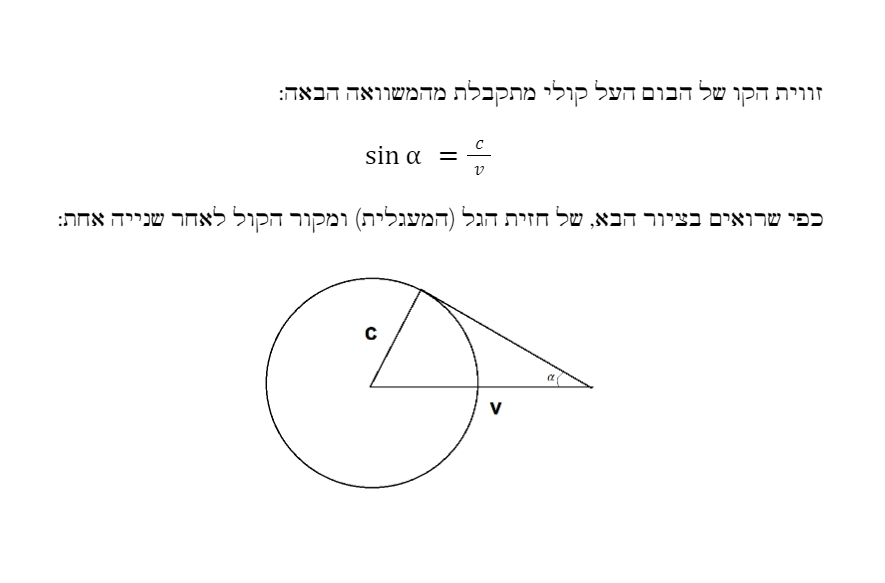 זווית הקו של הבום העל קולי מתקבלת מהמשוואה הבאה:
sin α = c/v
כפי שרואים בציור הבא, של חזית הגל (המעגלית) ומקור הקול לאחר שנייה אחת:
C
α
V